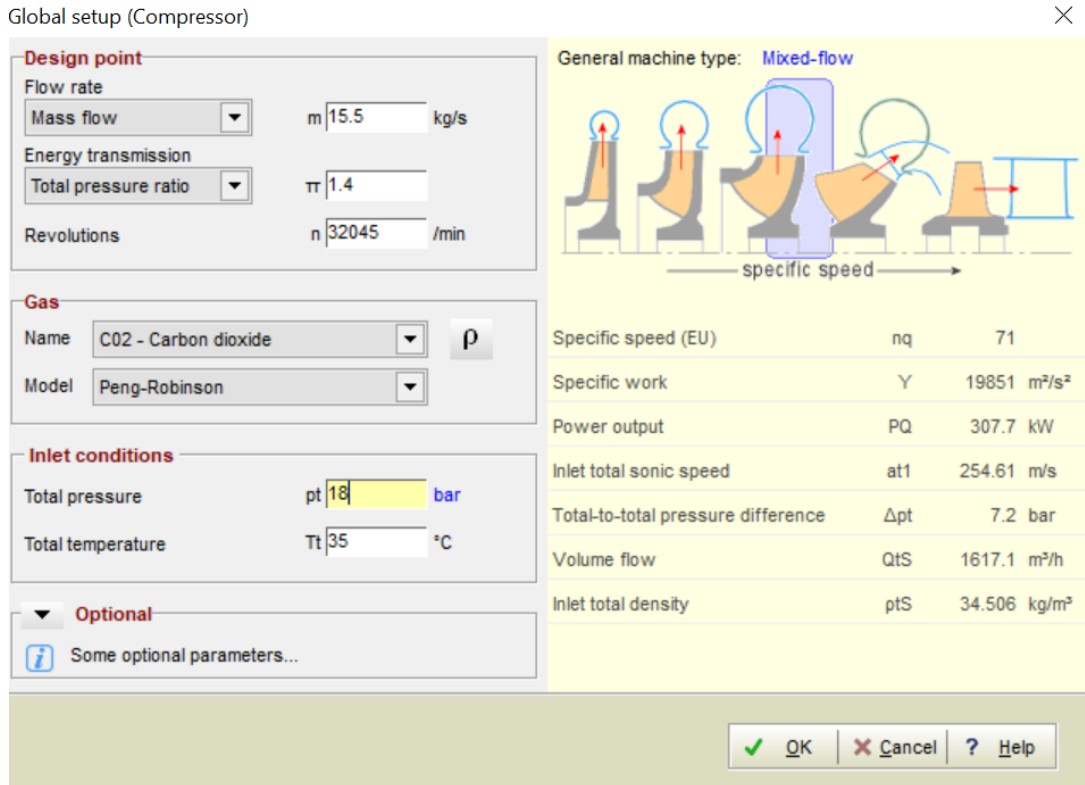 Global setup (Compressor)
Design point
Flow rate
Mass flow m 15.5 kg/s
Energy transmission
Total pressure ratio π 1.4
Revolutions n 32045 /min
Gas
Name C02 - Carbon dioxide ρ
Model Peng-Robinson
Inlet conditions
Total pressure pt 18 bar
Total temperature Tt 35 °C
Optional
i Some optional parameters...
General machine type: Mixed-flow
specific speed
Specific speed (EU) nq 71
Specific work Y 19851 m²/s²
Power output PQ 307.7 kW
Inlet total sonic speed at1 254.61 m/s
Total-to-total pressure difference Δpt 7.2 bar
Volume flow QtS 1617.1 m³/h
Inlet total density ρtS 34.506 kg/m³
OK Cancel ? Help